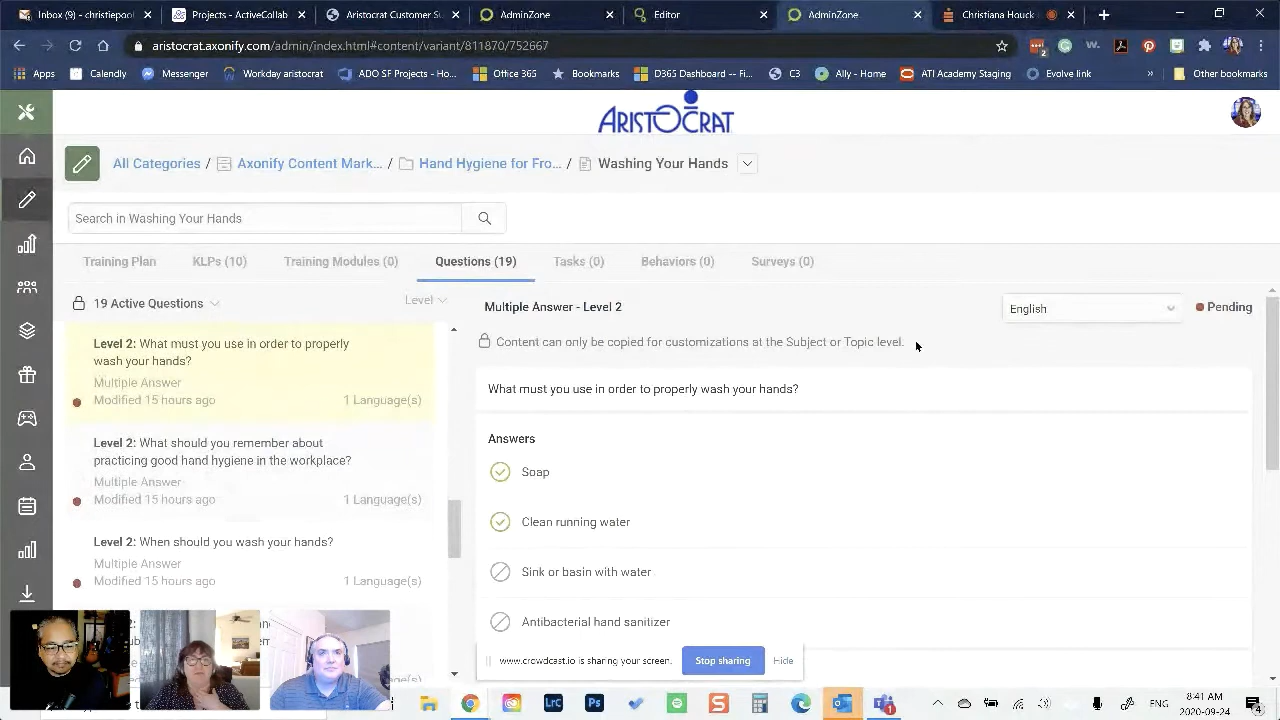 Inbox (9) - christi
Projects - ActiveCollab
Aristocrat Customer S
AdminZone
Editor
AdminZone
Christiana Houck
aristocrat.axonify.com/admin/index.html#content/variant/811870/752667
Apps
Calendly
Messenger
Workday aristocrat
ADO SF Projects - Ho
Office 365
Bookmarks
D365 Dashboard -- Fi...
C3
Ally - Home
ATI Academy Staging
Evolvelink
Other bookmarks
ARISTOCRAT
All Categories / Axonify Content Mark... / Hand Hygiene for Fro... / Washing Your Hands
Search in Washing Your Hands
Training Plan
KLPs (10)
Training Modules (0)
Questions (19)
Tasks (0)
Behaviors (0)
Surveys (0)
19 Active Questions
Level
Level 2: What must you use in order to properly
wash your hands?
Multiple Answer
Modified 15 hours ago
1 Language(s)
Level 2: What should you remember about
practicing good hand hygiene in the workplace?
Multiple Answer
Modified 15 hours ago
1 Language(s)
Level 2: When should you wash your hands?
Multiple Answer
Modified 15 hours ago
1 Language(s)
Multiple Answer - Level 2
English
Pending
Content can only be copied for customizations at the Subject or Topic level.
What must you use in order to properly wash your hands?
Answers
Soap
Clean running water
Sink or basin with water
Antibacterial hand sanitizer
www.crowdcast.io is sharing your screen.
Stop sharing
Hide
ENG
8:41 AM
2020-09-24